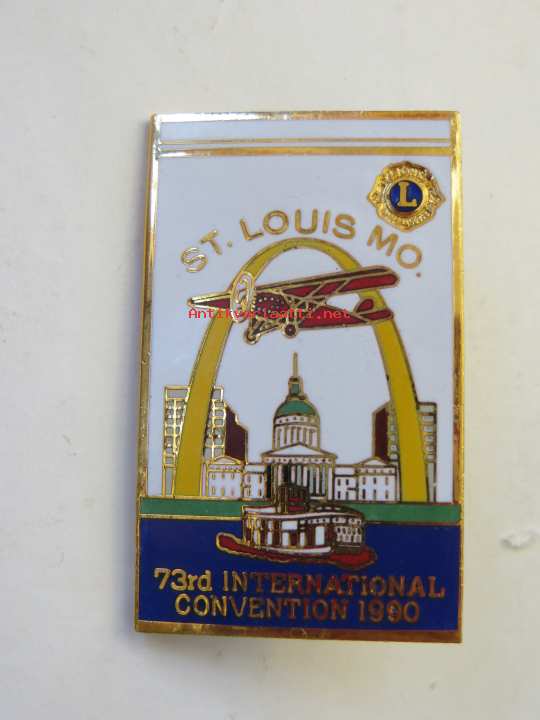 ST. LOUIS MO.
L
Antikvariaatti.net
73rd INTERNATIONAL
CONVENTION 1990